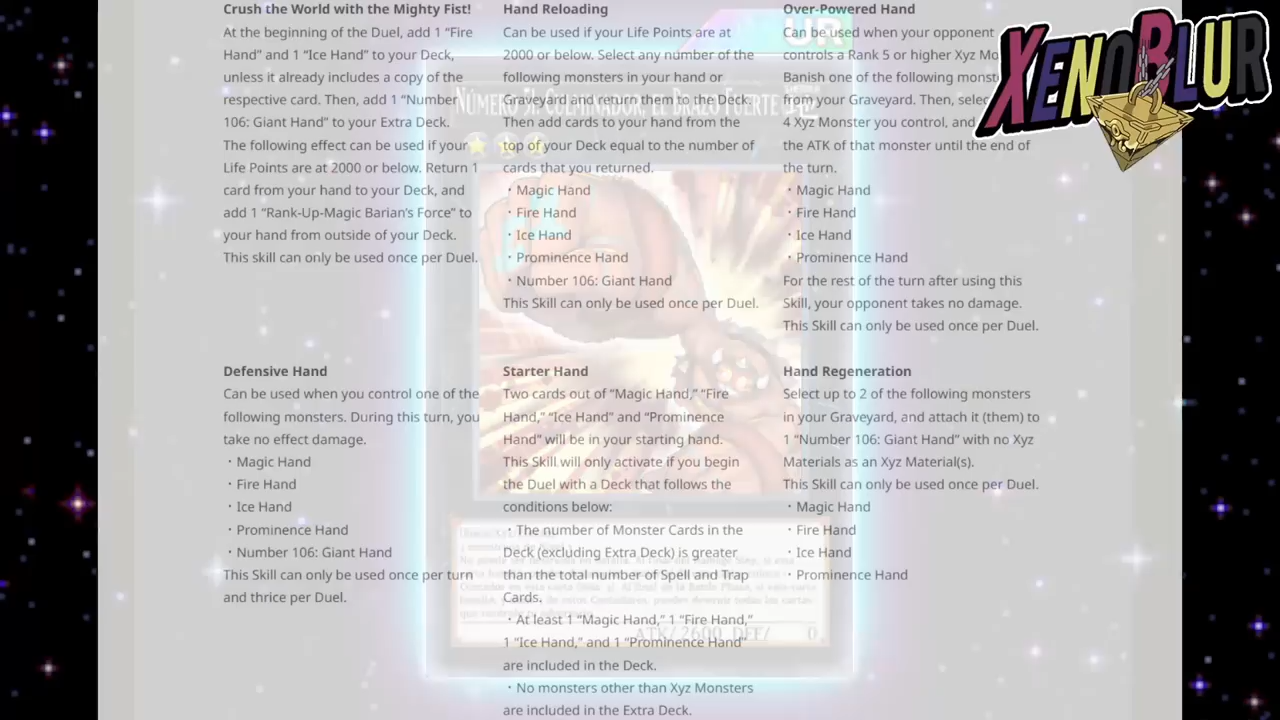 Crush the World with the Mighty Fist!
At the beginning of the Duel, add 1 “Fire
Hand” and 1 “Ice Hand” to your Deck,
unless it already includes a copy of the
respective card. Then, add 1 “Number
106: Giant Hand” to your Extra Deck.
The following effect can be used if your
Life Points are at 2000 or below. Return 1
card from your hand to your Deck, and
add 1 “Rank-Up-Magic Barian’s Force” to
your hand from outside of your Deck.
This skill can only be used once per Duel.
Hand Reloading
Can be used if your Life Points are at
2000 or below. Select any number of the
following monsters in your hand or
Graveyard and return them to the Deck.
Then add cards to your hand from the
top of your Deck equal to the number of
cards that you returned.
・Magic Hand
・Fire Hand
・Ice Hand
・Prominence Hand
・Number 106: Giant Hand
This Skill can only be used once per Duel.
Over-Powered Hand
Can be used when your opponent
controls a Rank 5 or higher Xyz Mo
Banish one of the following monst
from your Graveyard. Then, selec
4 Xyz Monster you control, and
the ATK of that monster until the end of
the turn.
・Magic Hand
・Fire Hand
・Ice Hand
・Prominence Hand
For the rest of the turn after using this
Skill, your opponent takes no damage.
This Skill can only be used once per Duel.
Defensive Hand
Can be used when you control one of the
following monsters. During this turn, you
take no effect damage.
・Magic Hand
・Fire Hand
・Ice Hand
・Prominence Hand
・Number 106: Giant Hand
This Skill can only be used once per turn
and thrice per Duel.
Starter Hand
Two cards out of “Magic Hand,” “Fire
Hand,” “Ice Hand” and “Prominence
Hand” will be in your starting hand.
This Skill will only activate if you begin
the Duel with a Deck that follows the
conditions below:
・The number of Monster Cards in the
Deck (excluding Extra Deck) is greater
than the total number of Spell and Trap
Cards.
・At least 1 “Magic Hand,” 1 “Fire Hand,”
1 “Ice Hand,” and 1 “Prominence Hand”
are included in the Deck.
・No monsters other than Xyz Monsters
are included in the Extra Deck.
Hand Regeneration
Select up to 2 of the following monsters
in your Graveyard, and attach it (them) to
1 “Number 106: Giant Hand” with no Xyz
Materials as an Xyz Material(s).
This Skill can only be used once per Duel.
・Magic Hand
・Fire Hand
・Ice Hand
・Prominence Hand
UR
XENOBLUR
Número 54: Culminador, el Brazo Fuerte
ATK/2600 DEF/ 0